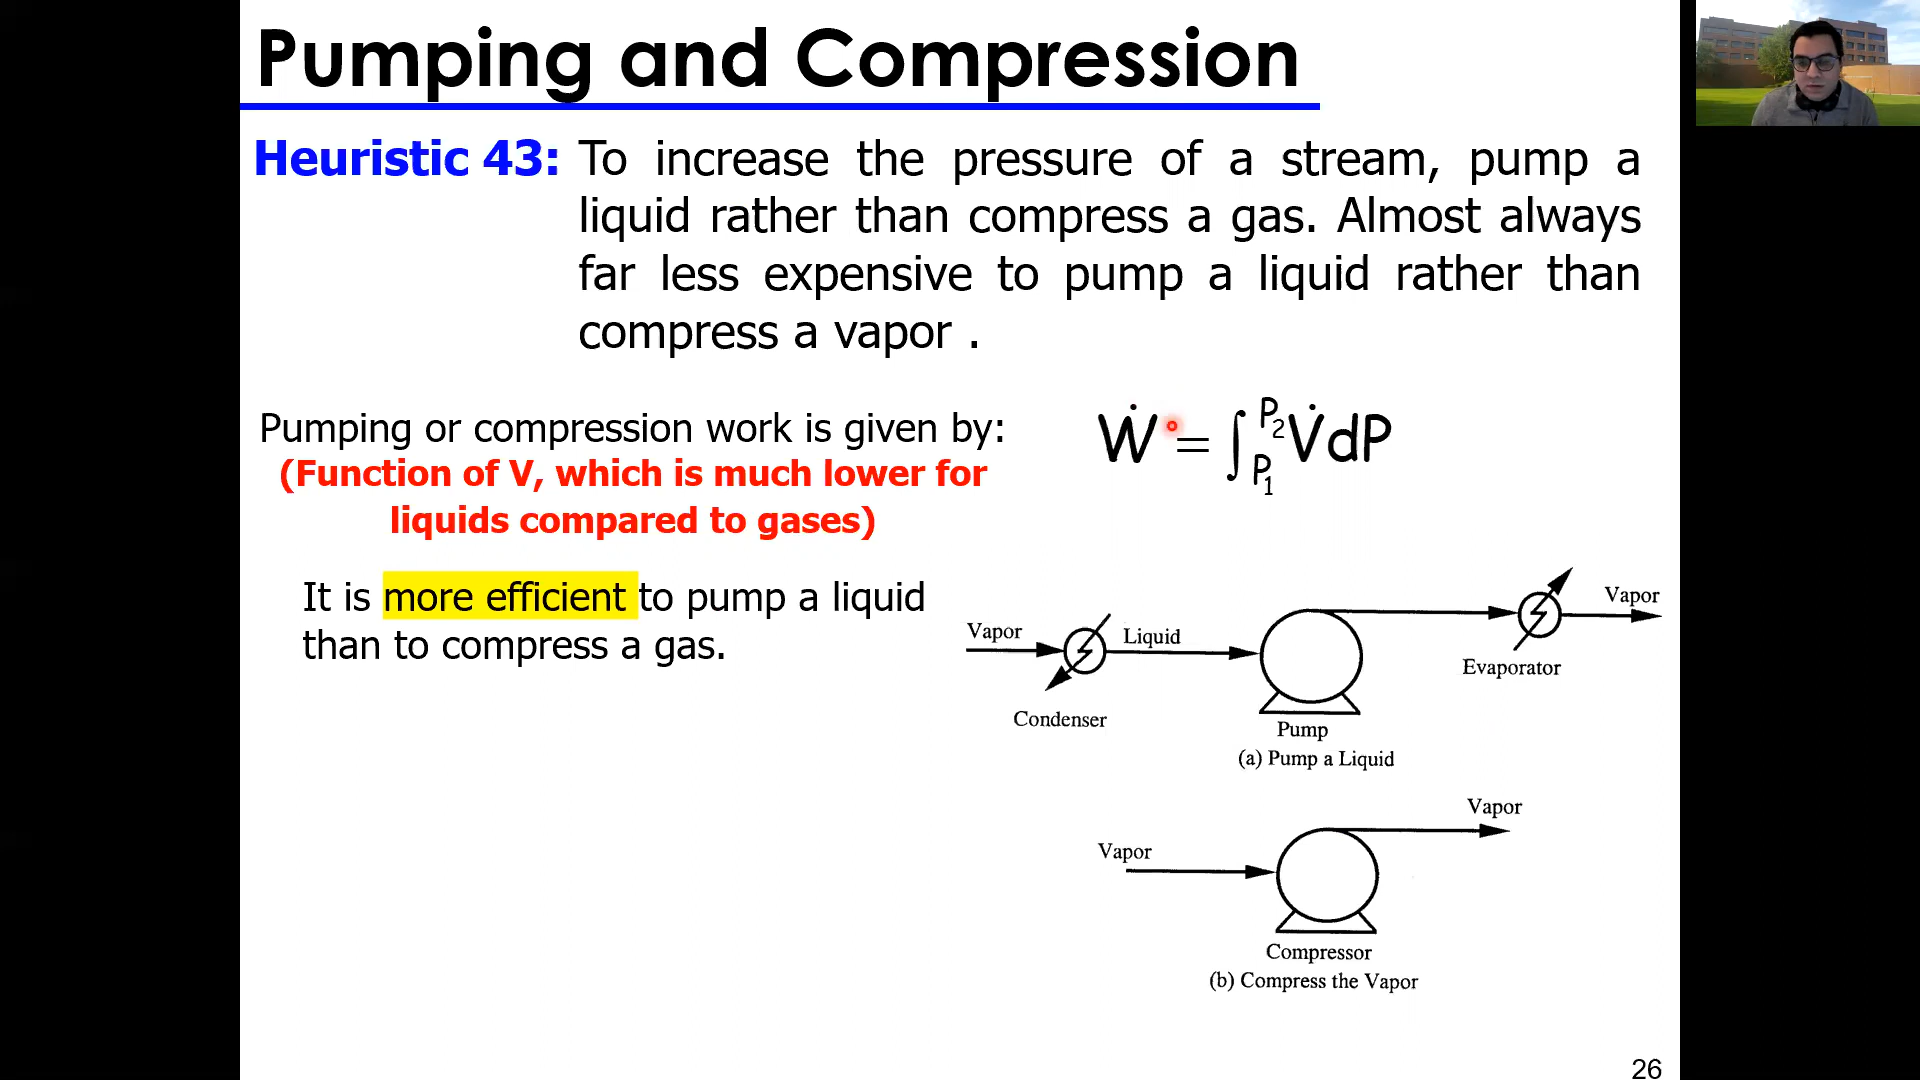 Pumping and Compression
Heuristic 43: To increase the pressure of a stream, pump a
liquid rather than compress a gas. Almost always
far less expensive to pump a liquid rather than
compress a vapor .
Pumping or compression work is given by:
(Function of V, which is much lower for
liquids compared to gases)
Ẇ = ∫_{P₁}^{P₂} V̇dP
It is more efficient to pump a liquid
than to compress a gas.
Vapor
Liquid
Vapor
Condenser
Evaporator
Pump
(a) Pump a Liquid
Vapor
Vapor
Compressor
(b) Compress the Vapor
26